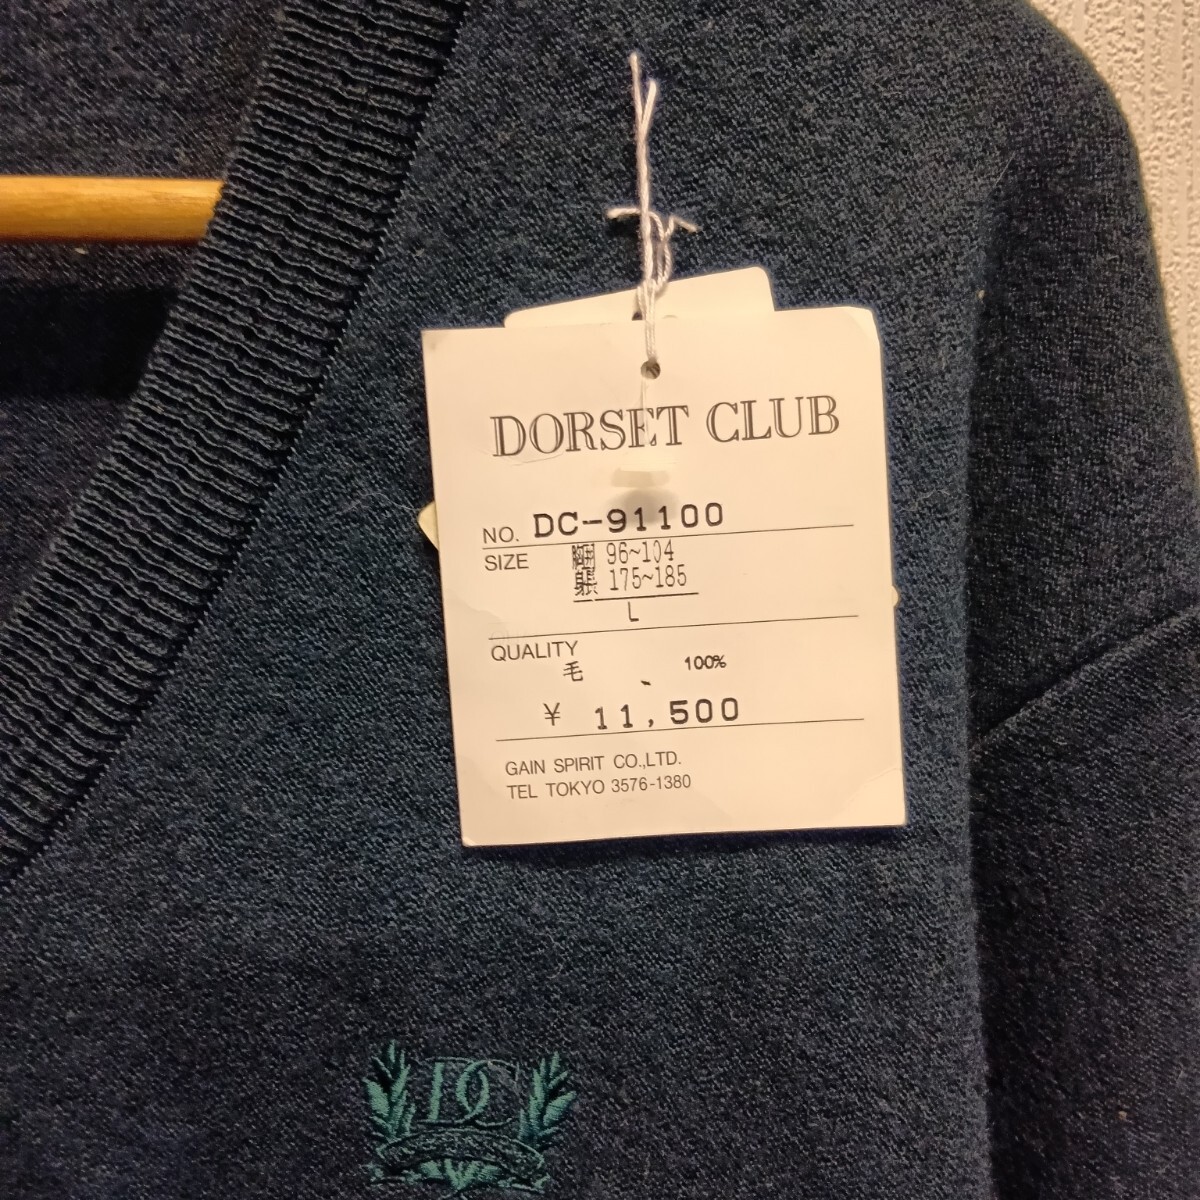 DORSET CLUB
NO. DC-91100
SIZE 胸囲 96~104
身長 175~185
L
QUALITY
毛 100%
¥ 11,500
GAIN SPIRIT CO.,LTD.
TEL TOKYO 3576-1380
DC